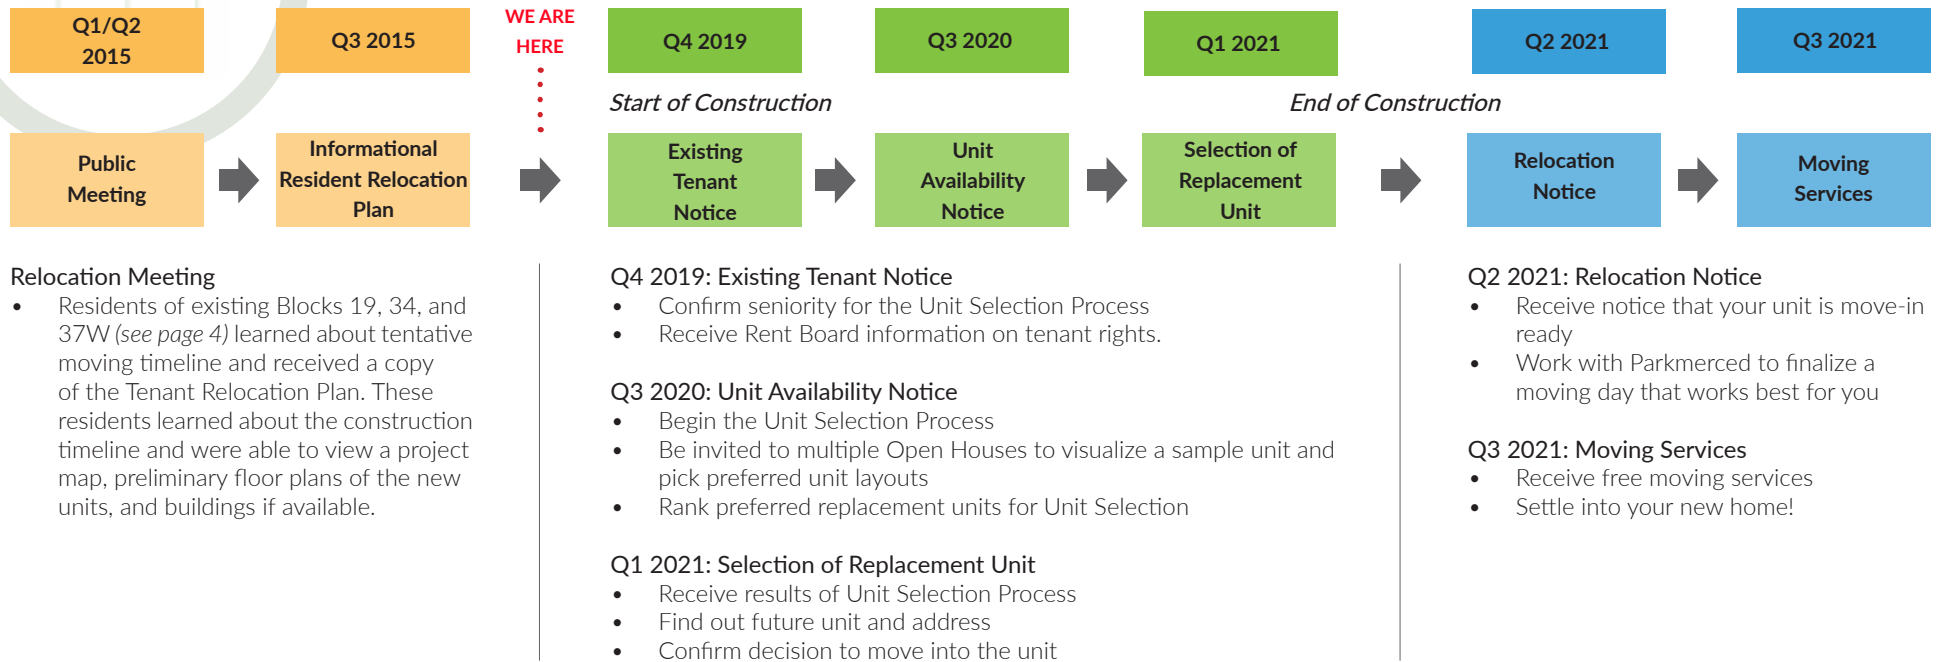 Q1/Q2
2015
Q3 2015
WE ARE
HERE
Q4 2019
Q3 2020
Q1 2021
Q2 2021
Q3 2021
Start of Construction
End of Construction
Public
Meeting
Informational
Resident Relocation
Plan
Existing
Tenant
Notice
Unit
Availability
Notice
Selection of
Replacement
Unit
Relocation
Notice
Moving
Services
Relocation Meeting
• Residents of existing Blocks 19, 34, and
37W (see page 4) learned about tentative
moving timeline and received a copy
of the Tenant Relocation Plan. These
residents learned about the construction
timeline and were able to view a project
map, preliminary floor plans of the new
units, and buildings if available.
Q4 2019: Existing Tenant Notice
• Confirm seniority for the Unit Selection Process
• Receive Rent Board information on tenant rights.
Q3 2020: Unit Availability Notice
• Begin the Unit Selection Process
• Be invited to multiple Open Houses to visualize a sample unit and
pick preferred unit layouts
• Rank preferred replacement units for Unit Selection
Q1 2021: Selection of Replacement Unit
• Receive results of Unit Selection Process
• Find out future unit and address
• Confirm decision to move into the unit
Q2 2021: Relocation Notice
• Receive notice that your unit is move-in
ready
• Work with Parkmerced to finalize a
moving day that works best for you
Q3 2021: Moving Services
• Receive free moving services
• Settle into your new home!